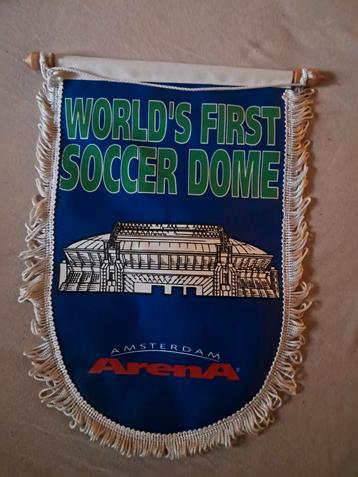 WORLD'S FIRST
SOCCER DOME
AMSTERDAM
ArenA®